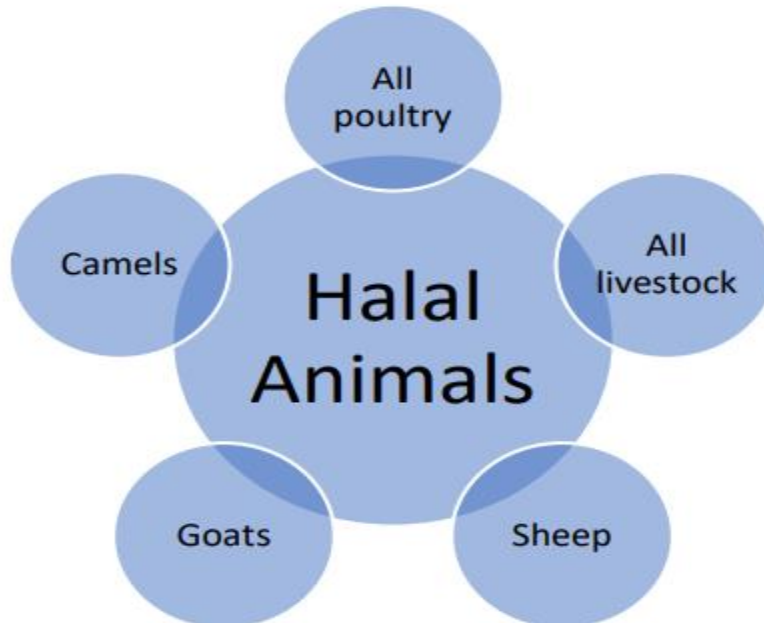 All
poultry
All
livestock
Sheep
Goats
Camels
Halal
Animals